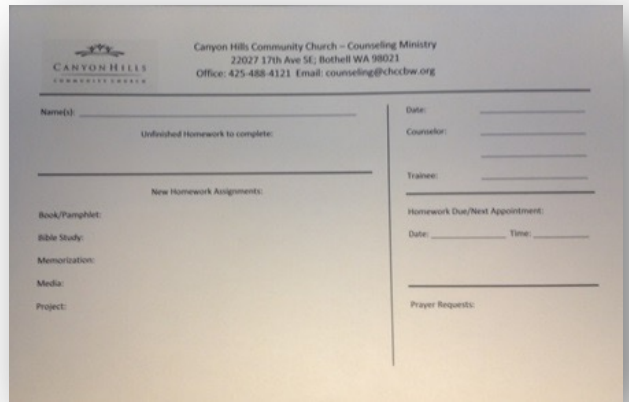 CANYON HILLS
COMMUNITY CHURCH
Canyon Hills Community Church – Counseling Ministry
22027 17th Ave SE; Bothell WA 98021
Office: 425-488-4121 Email: counseling@chccbw.org
Name(s):
Unfinished Homework to complete:
New Homework Assignments:
Book/Pamphlet:
Bible Study:
Memorization:
Media:
Project:
Date:
Counselor:
Trainee:
Homework Due/Next Appointment:
Date: Time:
Prayer Requests: